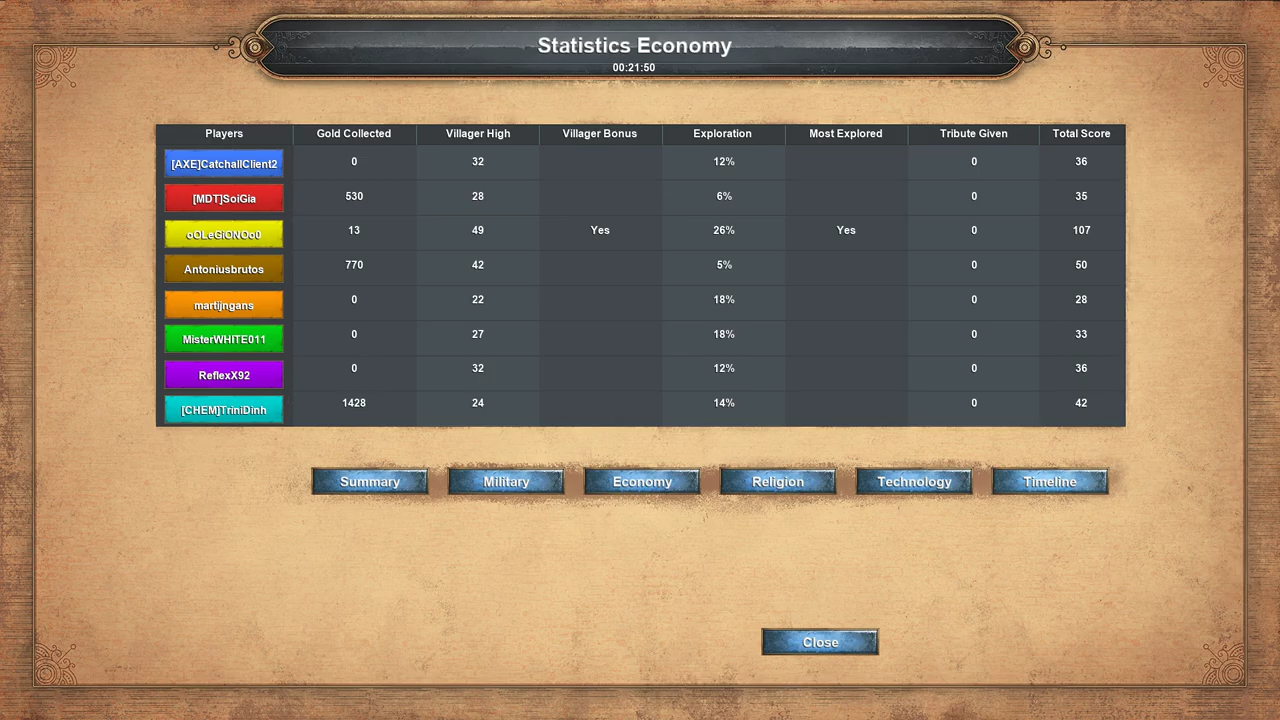 Statistics Economy
00:21:50
Players Gold Collected Villager High Villager Bonus Exploration Most Explored Tribute Given Total Score
[AXE]CatchallClient2 0 32 12% 0 36
[MDT]SoiGia 530 28 6% 0 35
oOLeGiONOo0 13 49 Yes 26% Yes 0 107
Antoniusbrutos 770 42 5% 0 50
martijngans 0 22 18% 0 28
MisterWHITE011 0 27 18% 0 33
ReflexX92 0 32 12% 0 36
[CHEM]TriniDinh 1428 24 14% 0 42
Summary Military Economy Religion Technology Timeline
Close